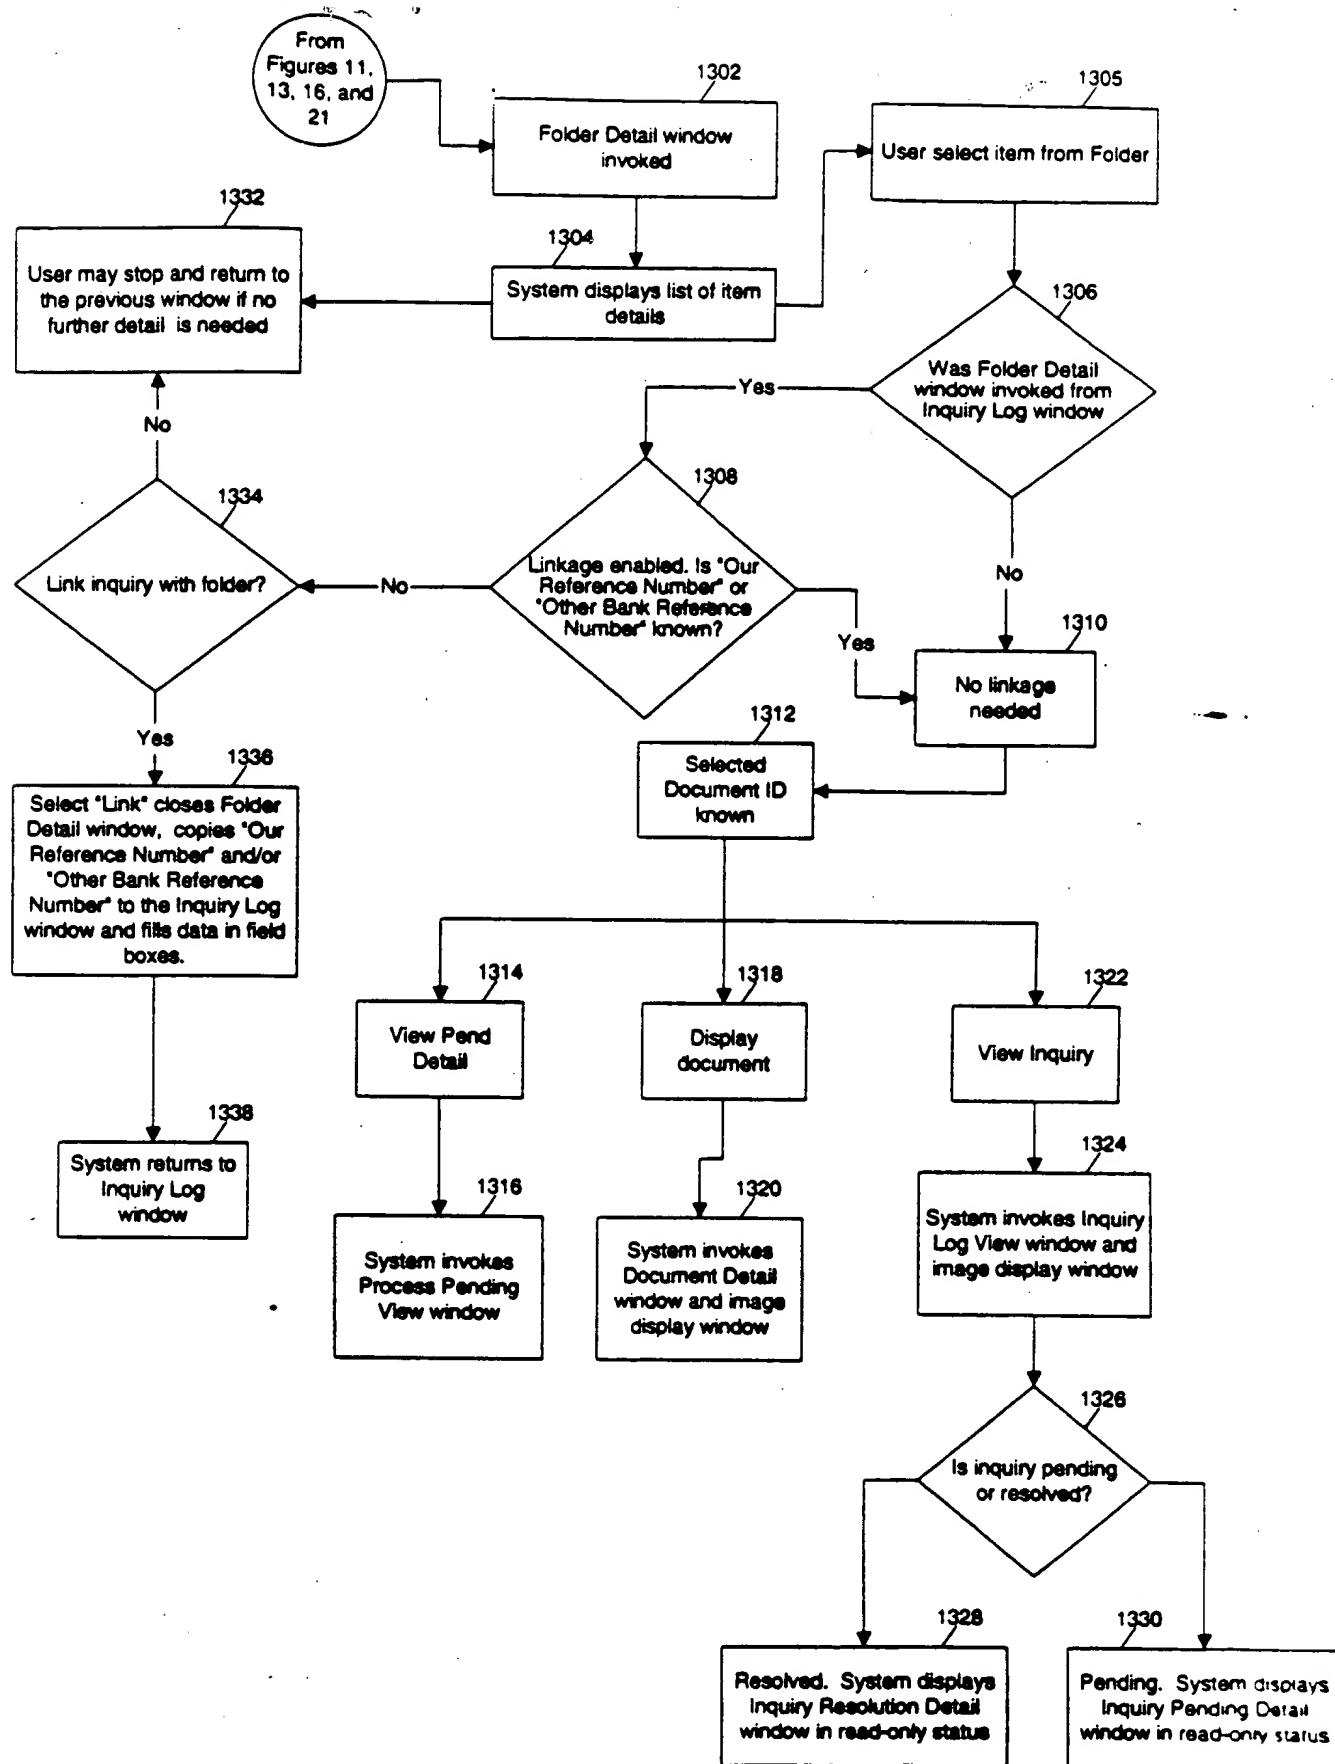 From
Figures 11,
13, 16, and
21
1302
Folder Detail window
invoked
1305
User select item from Folder
1332
User may stop and return to
the previous window if no
further detail is needed
1304
System displays list of item
details
1306
Was Folder Detail
window invoked from
Inquiry Log window
Yes
No
1334
Link inquiry with folder?
No
1308
Linkage enabled. Is "Our
Reference Number" or
"Other Bank Reference
Number" known?
Yes
No
1310
No linkage
needed
1312
Selected
Document ID
known
Yes
1336
Select "Link" closes Folder
Detail window, copies "Our
Reference Number" and/or
"Other Bank Reference
Number" to the Inquiry Log
window and fills data in field
boxes.
1314
View Pend
Detail
1318
Display
document
1322
View Inquiry
1338
System returns to
Inquiry Log
window
1316
System invokes
Process Pending
View window
1320
System invokes
Document Detail
window and image
display window
1324
System invokes Inquiry
Log View window and
image display window
1326
Is inquiry pending
or resolved?
1328
Resolved. System displays
Inquiry Resolution Detail
window in read-only status
1330
Pending. System displays
Inquiry Pending Detail
window in read-only status